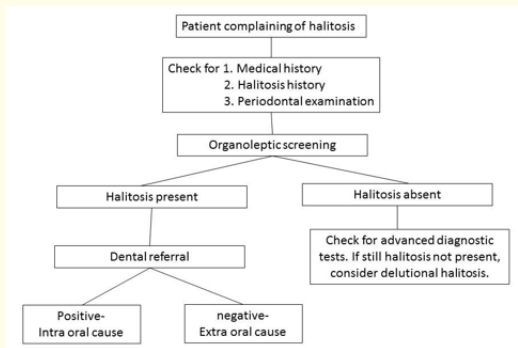 Patient complaining of halitosis
Check for 1. Medical history
2. Halitosis history
3. Periodontal examination
Organoleptic screening
Halitosis present
Halitosis absent
Dental referral
Check for advanced diagnostic
tests. If still halitosis not present,
consider delutional halitosis.
Positive-
Intra oral cause
negative-
Extra oral cause